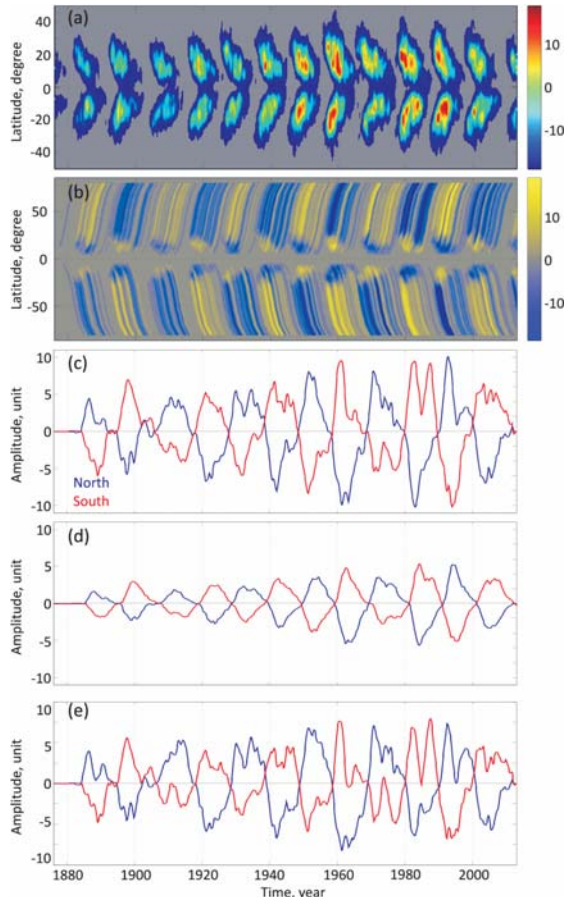 (a)
Latitude, degree
40
20
0
-20
-40
10
0
-10
(b)
Latitude, degree
50
0
-50
10
0
-10
(c)
Amplitude, unit
10
5
0
-5
-10
North
South
(d)
Amplitude, unit
10
5
0
-5
-10
(e)
Amplitude, unit
10
5
0
-5
-10
1880 1900 1920 1940 1960 1980 2000
Time, year